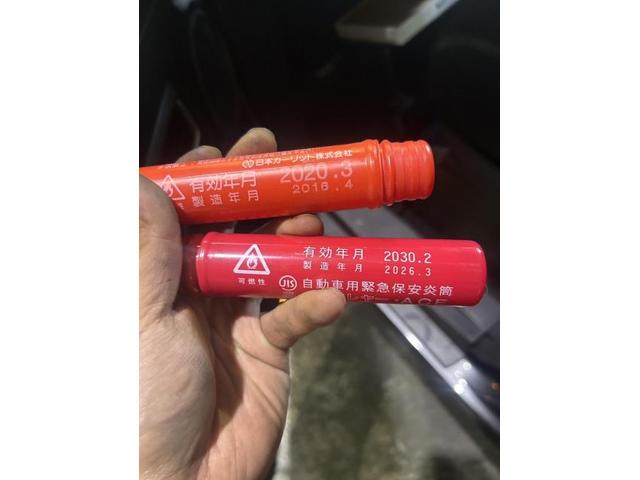 日本カーリット株式会社
有効年月 2020.3
製造年月 2016.4
有効年月 2030.2
製造年月 2026.3
可燃性
JIS 自動車用緊急保安炎筒